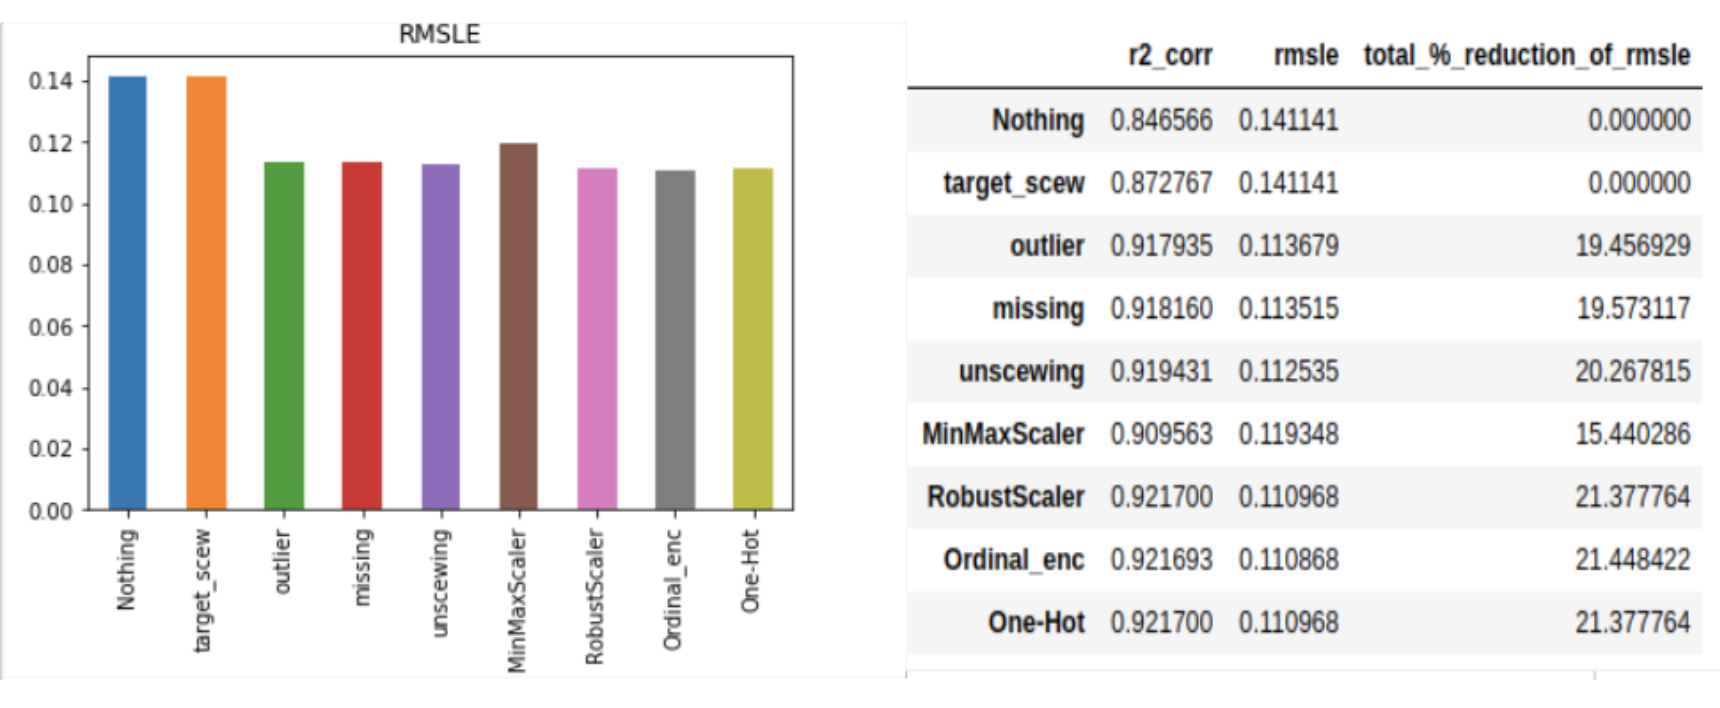 RMSLE
0.14
0.12
0.10
0.08
0.06
0.04
0.02
0.00
Nothing
target_scew
outlier
missing
unscewing
MinMaxScaler
RobustScaler
Ordinal_enc
One-Hot
r2_corr rmsle total_%_reduction_of_rmsle
Nothing 0.846566 0.141141 0.000000
target_scew 0.872767 0.141141 0.000000
outlier 0.917935 0.113679 19.456929
missing 0.918160 0.113515 19.573117
unscewing 0.919431 0.112535 20.267815
MinMaxScaler 0.909563 0.119348 15.440286
RobustScaler 0.921700 0.110968 21.377764
Ordinal_enc 0.921693 0.110868 21.448422
One-Hot 0.921700 0.110968 21.377764